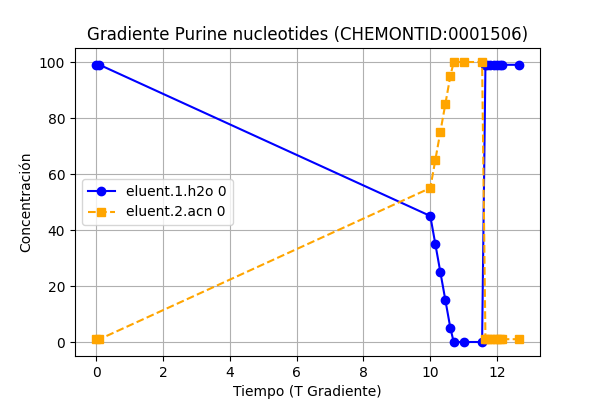 Gradiente Purine nucleotides (CHEMONTID:0001506)
100
80
60
40
20
0
Concentración
eluent.1.h2o 0
eluent.2.acn 0
0
2
4
6
8
10
12
Tiempo (T Gradiente)